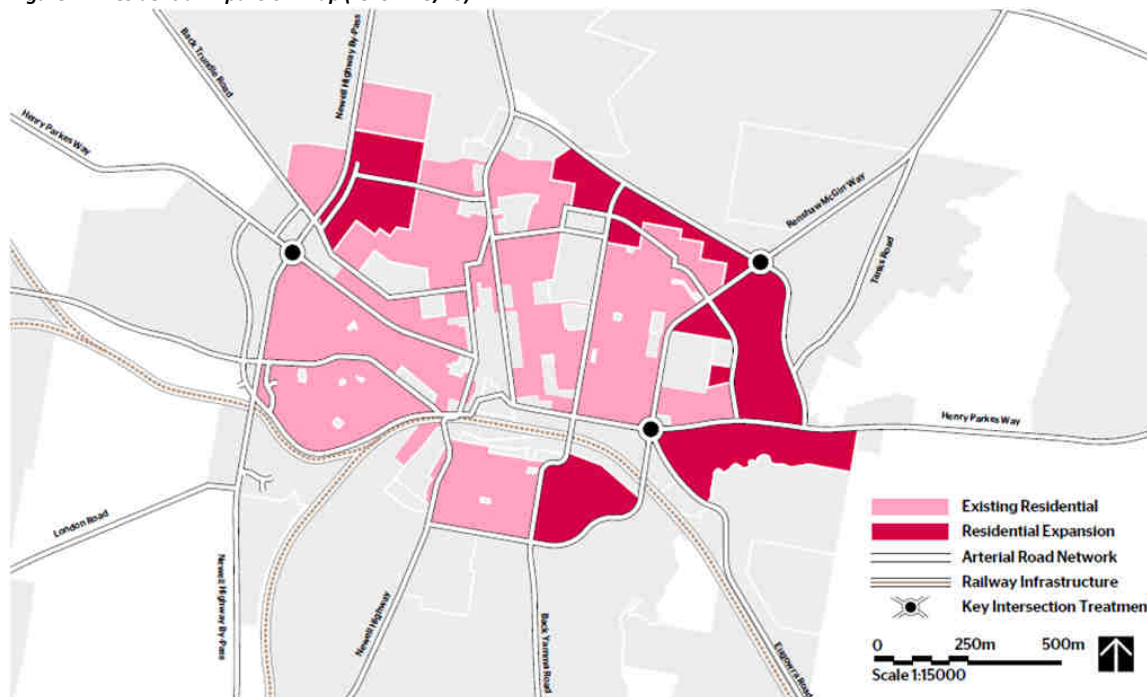 Back Trundle Road
Newell Highway By-Pass
Henry Parkes Way
Renshaw McGirr Way
Tanks Road
Henry Parkes Way
London Road
Newell Highway By-Pass
Newell Highway
Back Yamma Road
Eugowra Road
Existing Residential
Residential Expansion
Arterial Road Network
Railway Infrastructure
Key Intersection Treatment
0 250m 500m
Scale 1:15000